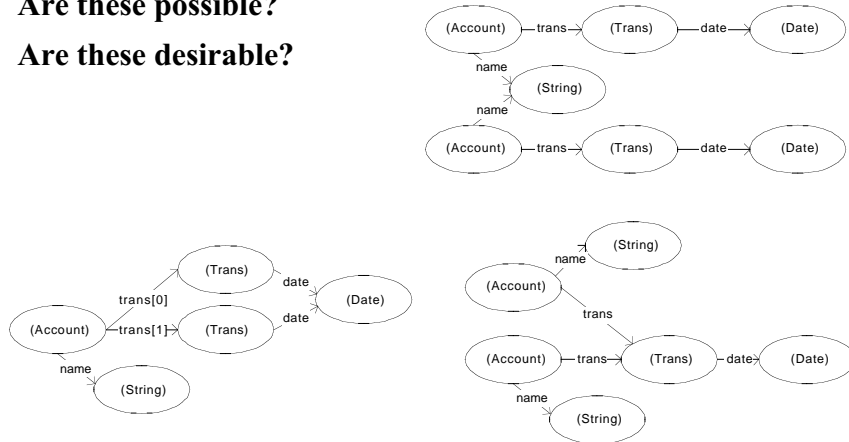 Are these possible?
Are these desirable?
(Account) trans (Trans) date (Date)
name
(String)
name
(Account) trans (Trans) date (Date)
(Trans)
date
trans[0]
(Date)
(Account) trans[1] (Trans) date
name
(String)
(String)
name
(Account)
trans
(Account) trans (Trans) date (Date)
name
(String)